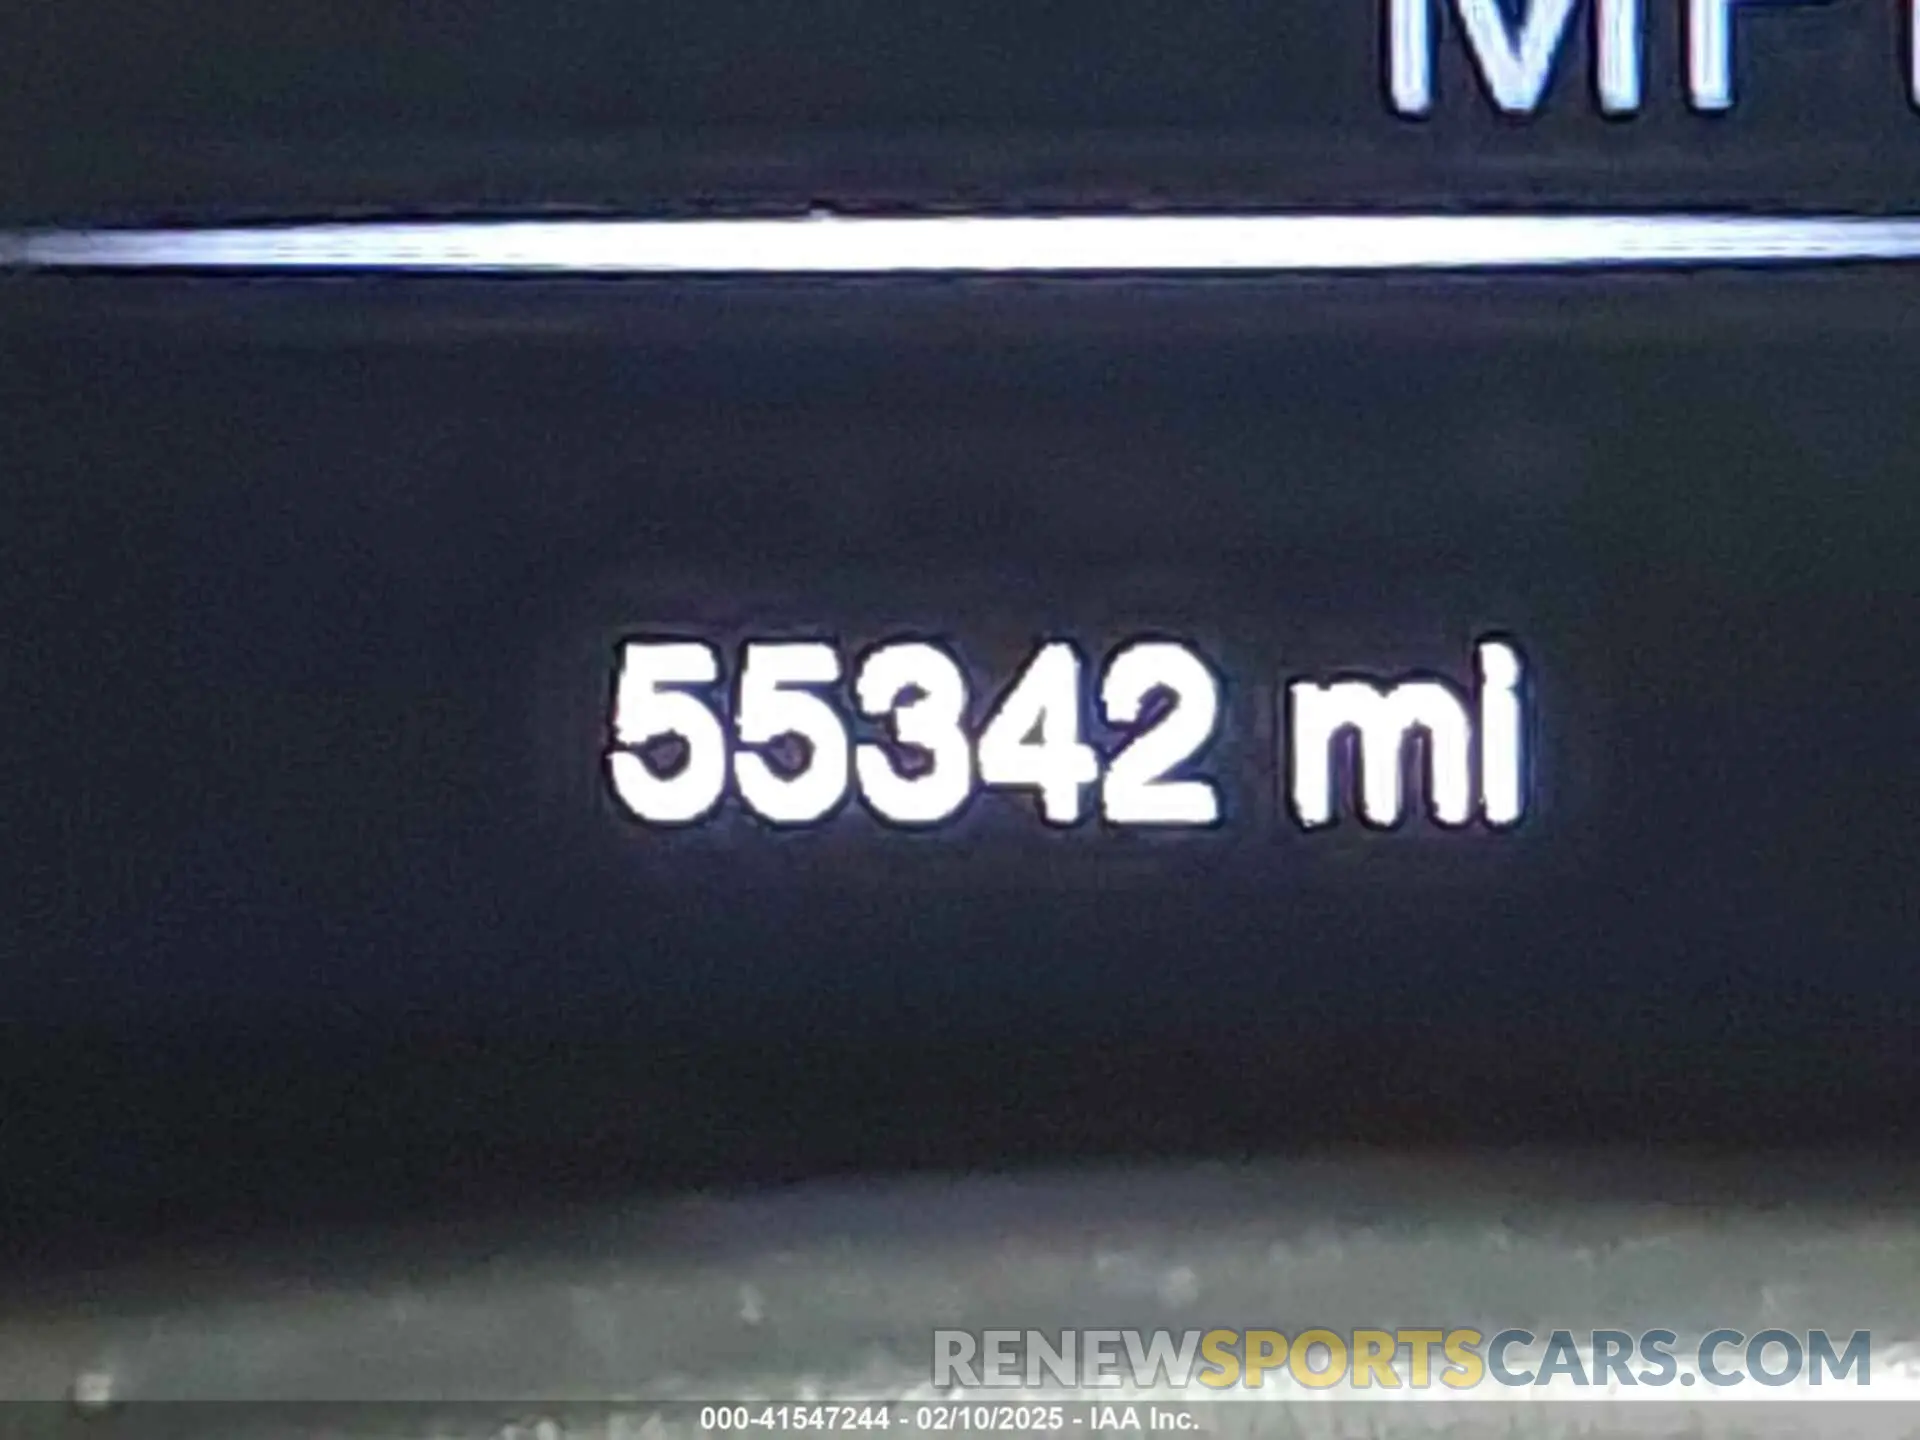 55342 mi
RENEWSPORTSCARS.COM
000-41547244 - 02/10/2025 - IAA Inc.